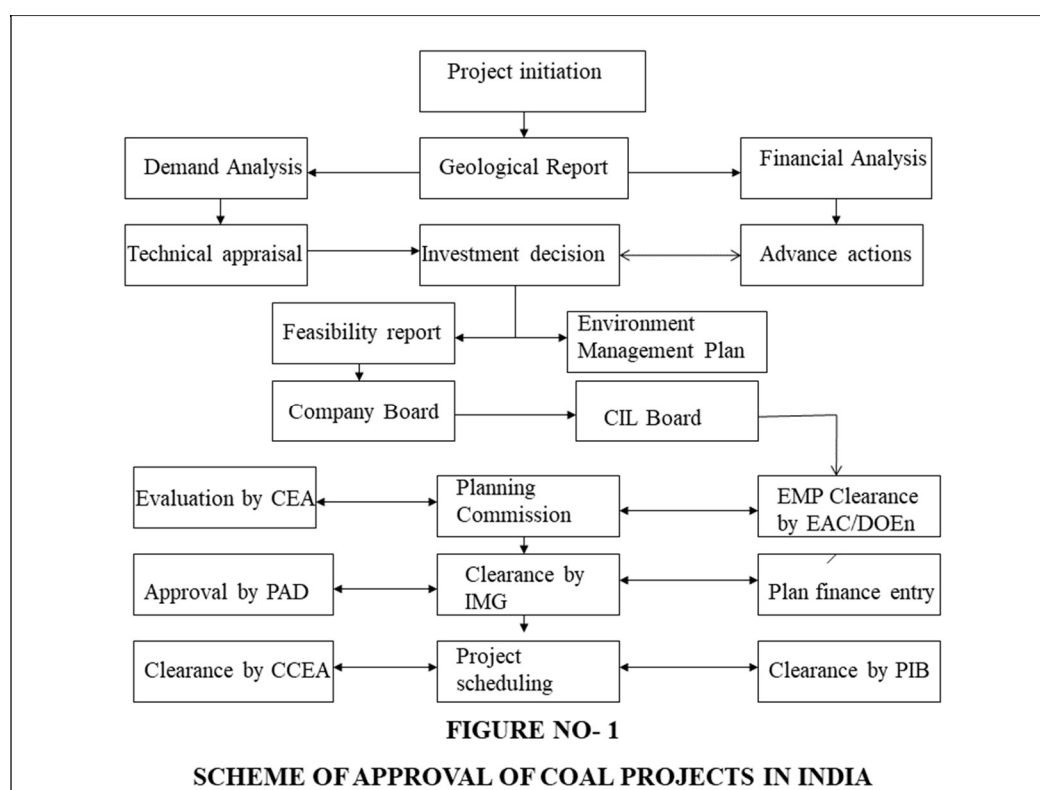 Project initiation
Demand Analysis
Geological Report
Financial Analysis
Technical appraisal
Investment decision
Advance actions
Feasibility report
Environment
Management Plan
Company Board
CIL Board
Evaluation by CEA
Planning
Commission
EMP Clearance
by EAC/DOEn
Approval by PAD
Clearance by
IMG
Plan finance entry
Clearance by CCEA
Project
scheduling
Clearance by PIB
FIGURE NO- 1
SCHEME OF APPROVAL OF COAL PROJECTS IN INDIA